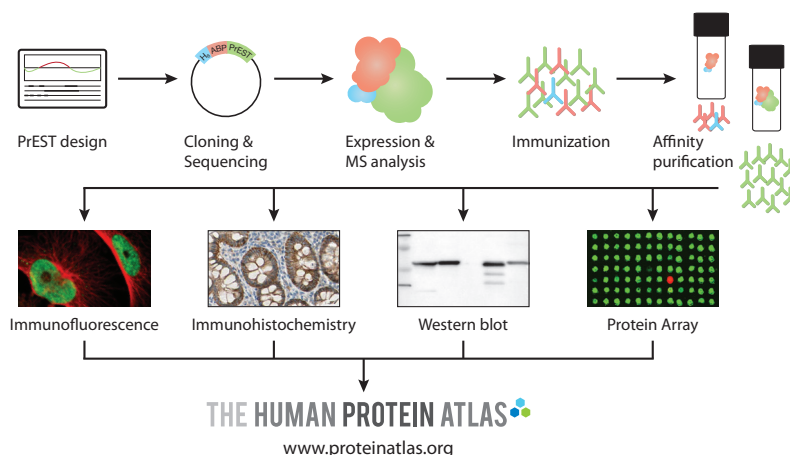 H₆ ABP PrEST
PrEST design
Cloning &
Sequencing
Expression &
MS analysis
Immunization
Affinity
purification
Immunofluorescence
Immunohistochemistry
Western blot
Protein Array
THE HUMAN PROTEIN ATLAS
www.proteinatlas.org